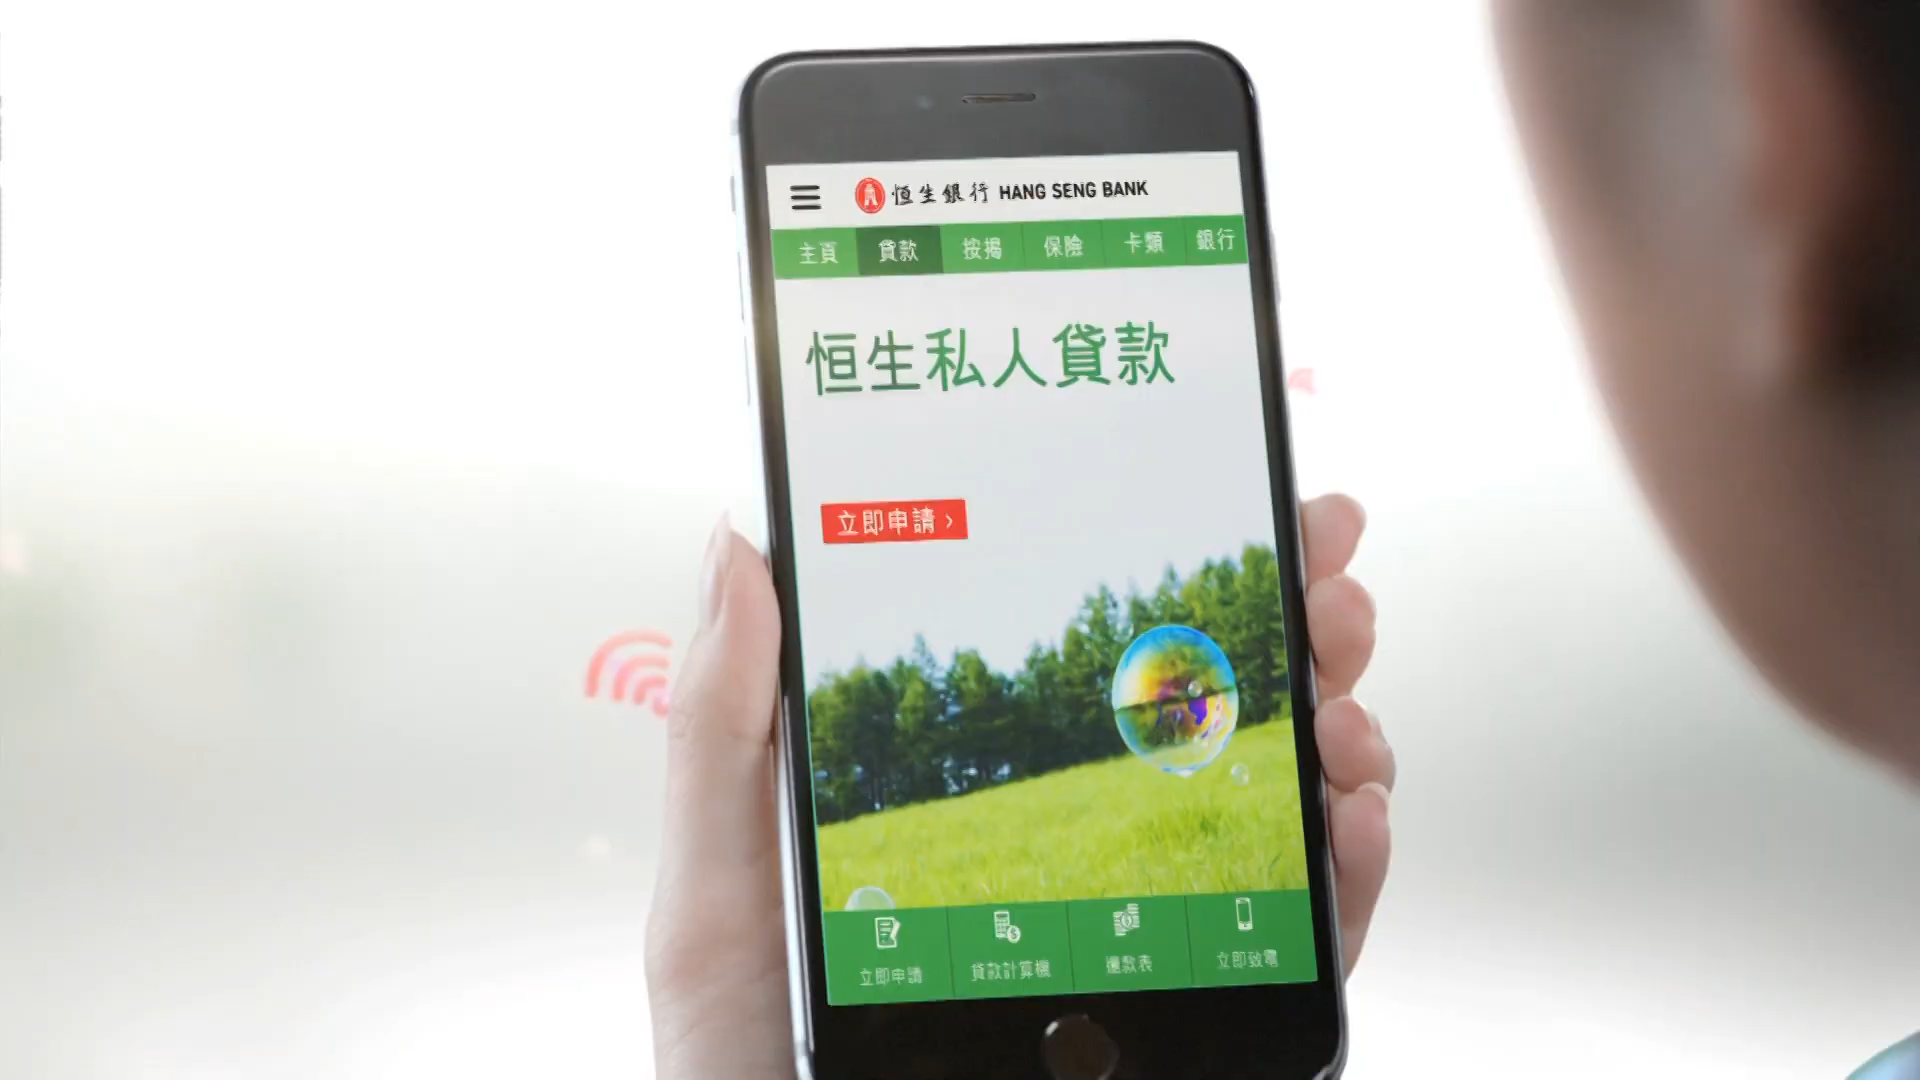 恒生銀行 HANG SENG BANK
主頁 貸款 按揭 保險 卡類 銀行
恒生私人貸款
立即申請 ›
立即申請 貸款計算機 還款表 立即致電